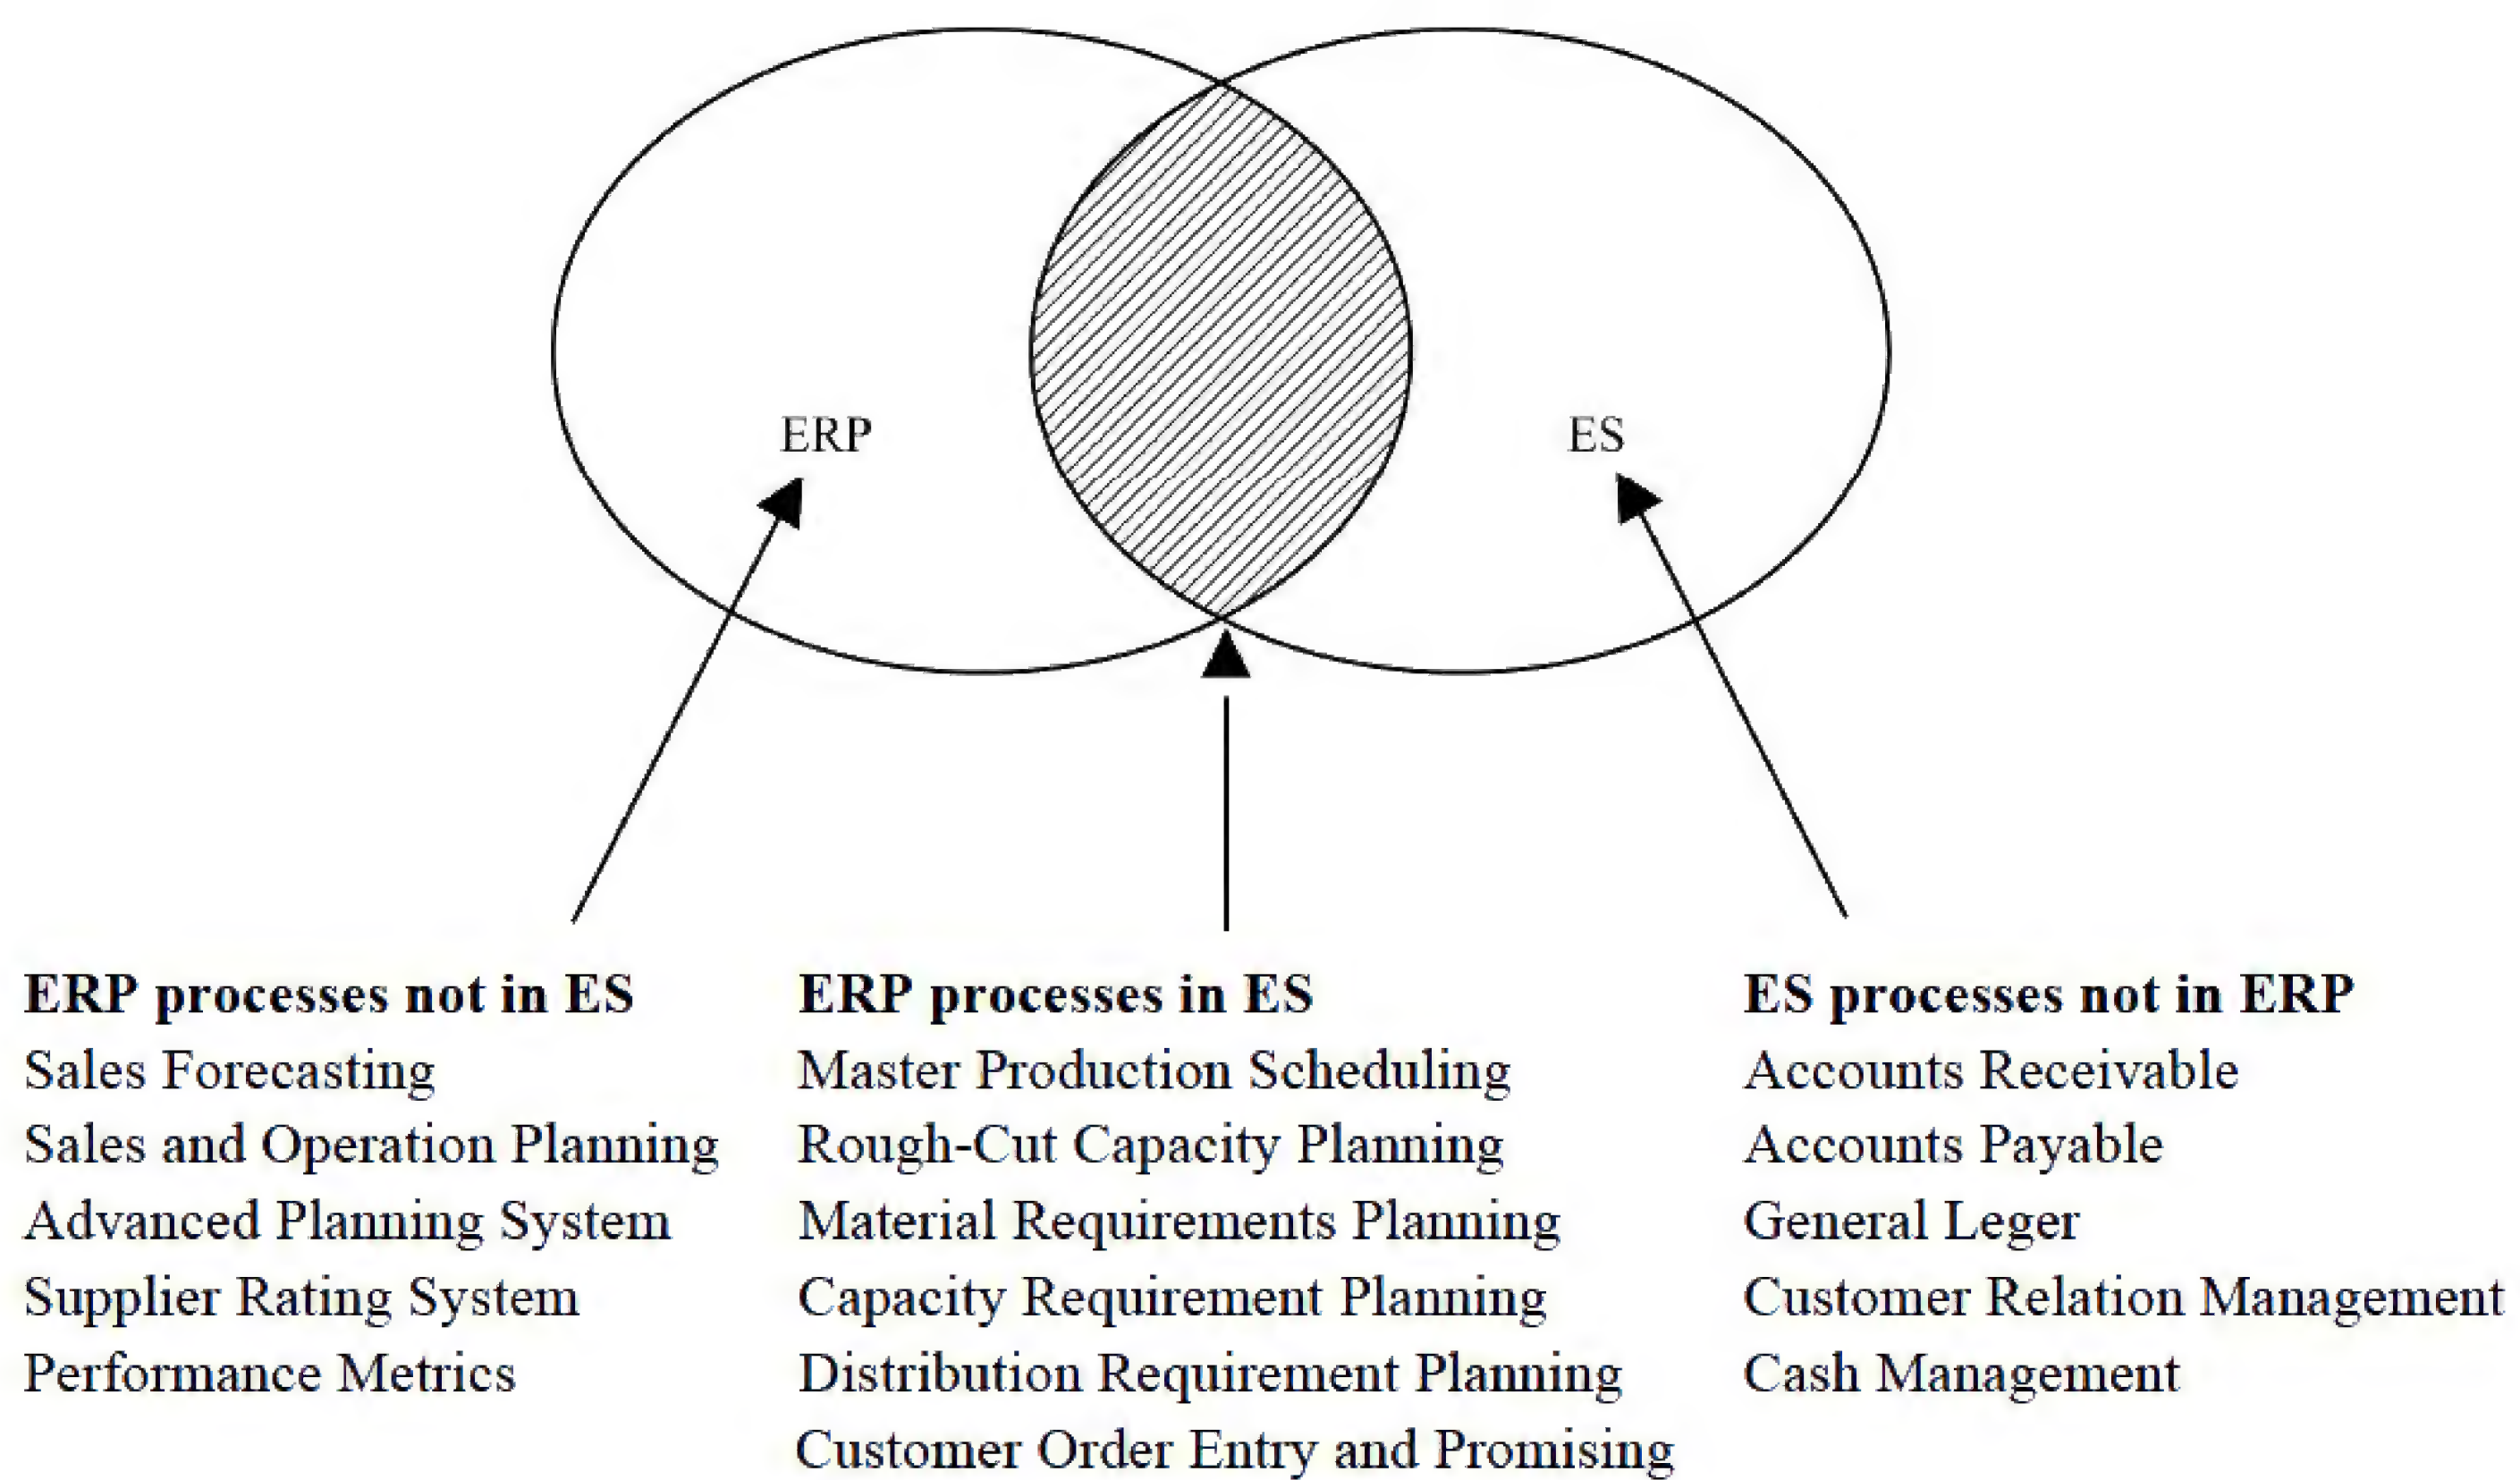 ERP
ES
ERP processes not in ES
Sales Forecasting
Sales and Operation Planning
Advanced Planning System
Supplier Rating System
Performance Metrics
ERP processes in ES
Master Production Scheduling
Rough-Cut Capacity Planning
Material Requirements Planning
Capacity Requirement Planning
Distribution Requirement Planning
Customer Order Entry and Promising
ES processes not in ERP
Accounts Receivable
Accounts Payable
General Leger
Customer Relation Management
Cash Management